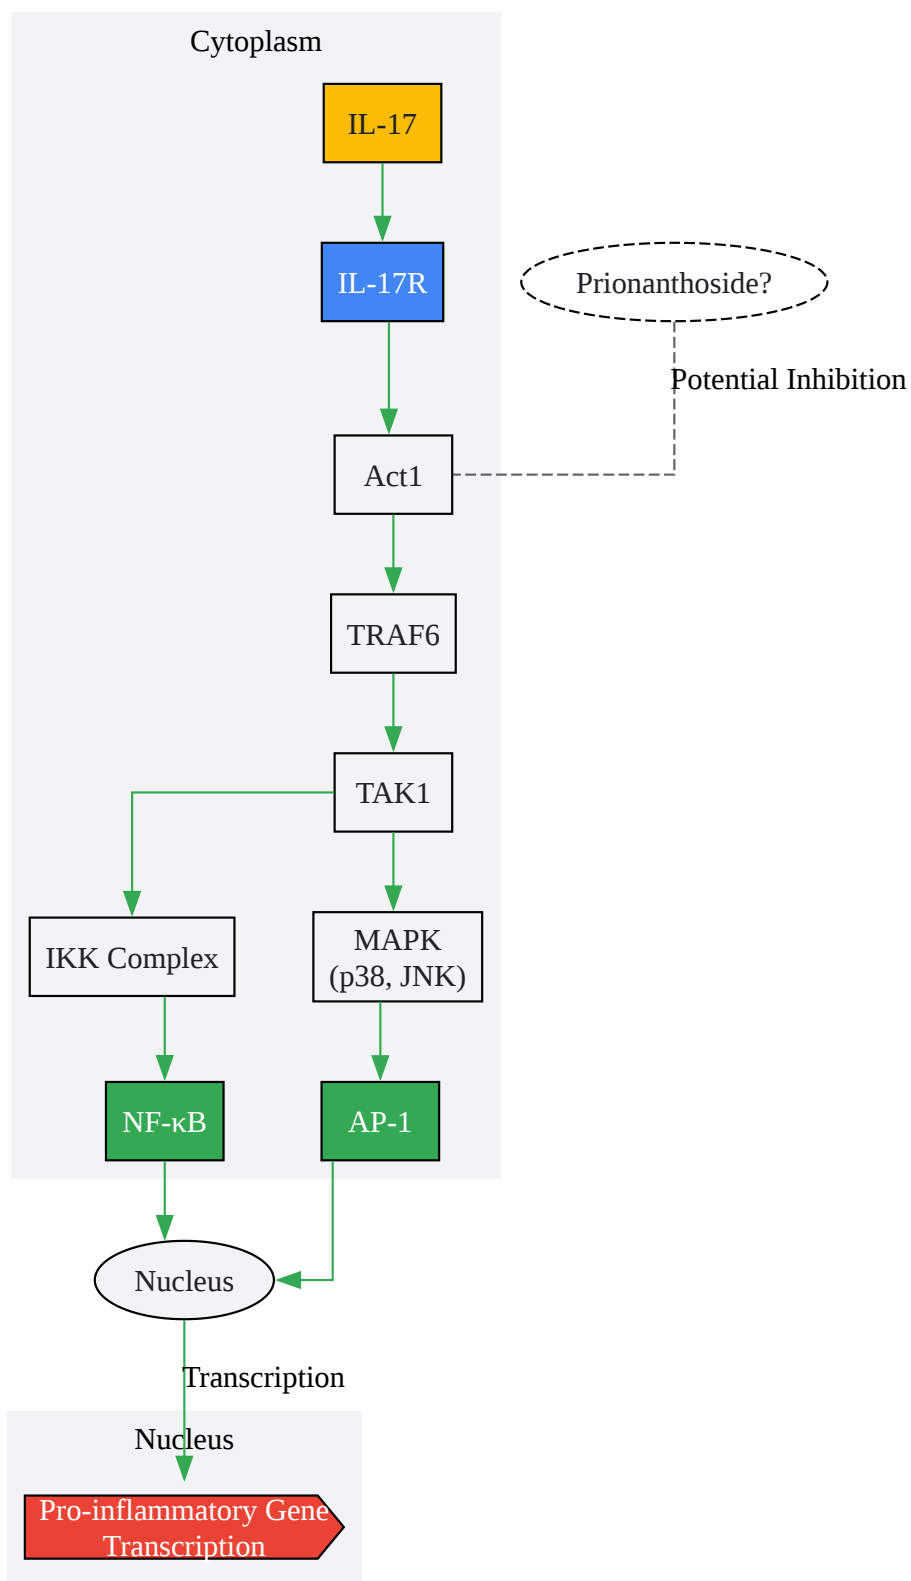 Cytoplasm
IL-17
IL-17R
Prionanthoside?
Potential Inhibition
Act1
TRAF6
TAK1
IKK Complex
MAPK
(p38, JNK)
NF-κB
AP-1
Nucleus
Transcription
Nucleus
Pro-inflammatory Gene
Transcription